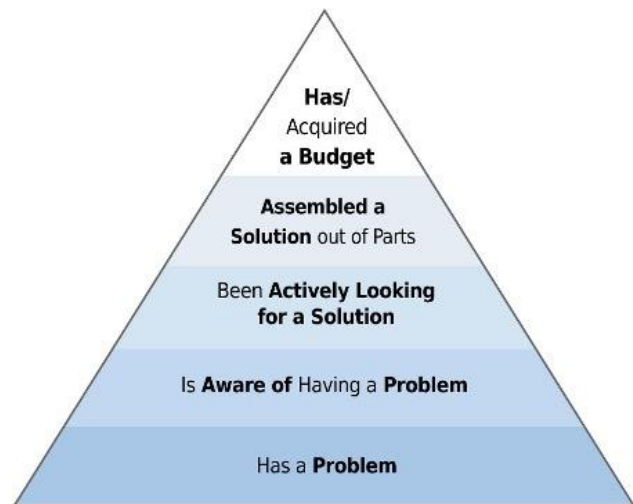 Has/
Acquired
a Budget
Assembled a
Solution out of Parts
Been Actively Looking
for a Solution
Is Aware of Having a Problem
Has a Problem